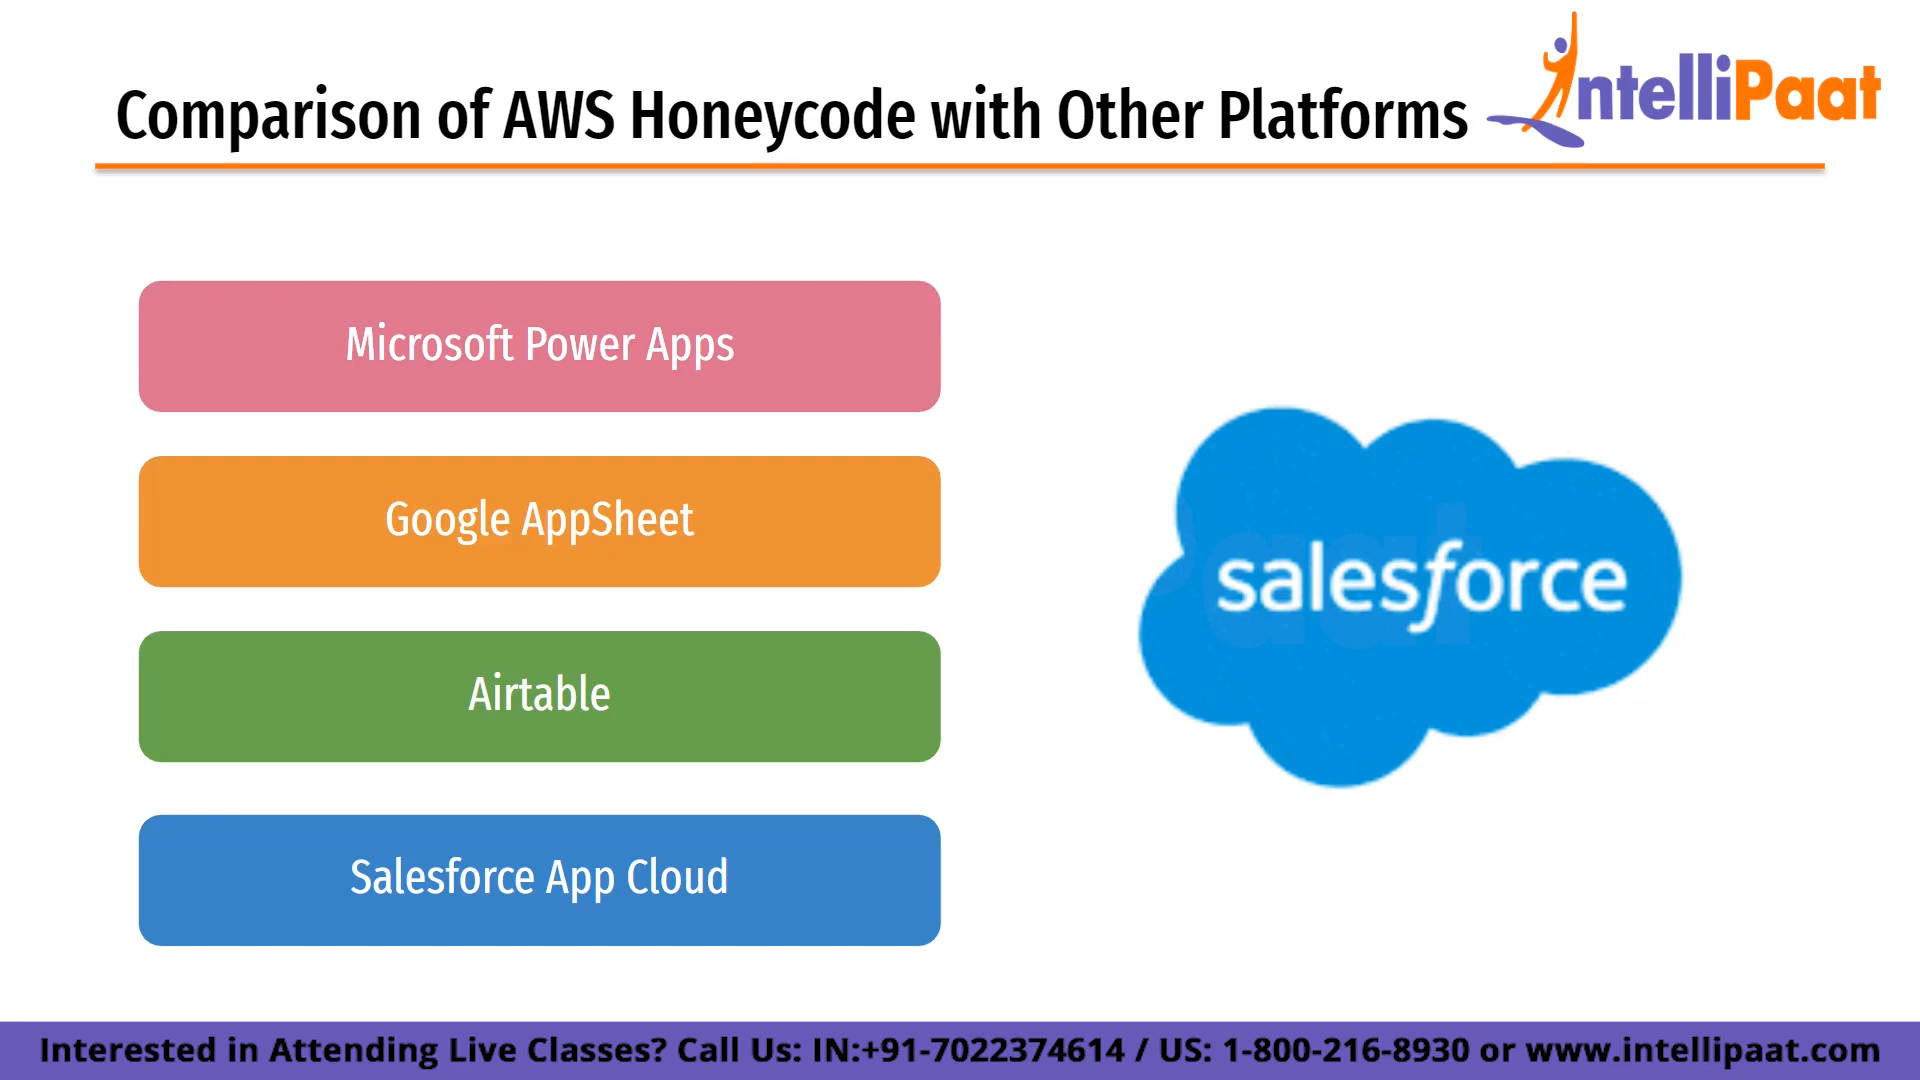 Comparison of AWS Honeycode with Other Platforms
IntelliPaat
Microsoft Power Apps
Google AppSheet
Airtable
Salesforce App Cloud
salesforce
Interested in Attending Live Classes? Call Us: IN:+91-7022374614 / US: 1-800-216-8930 or www.intellipaat.com